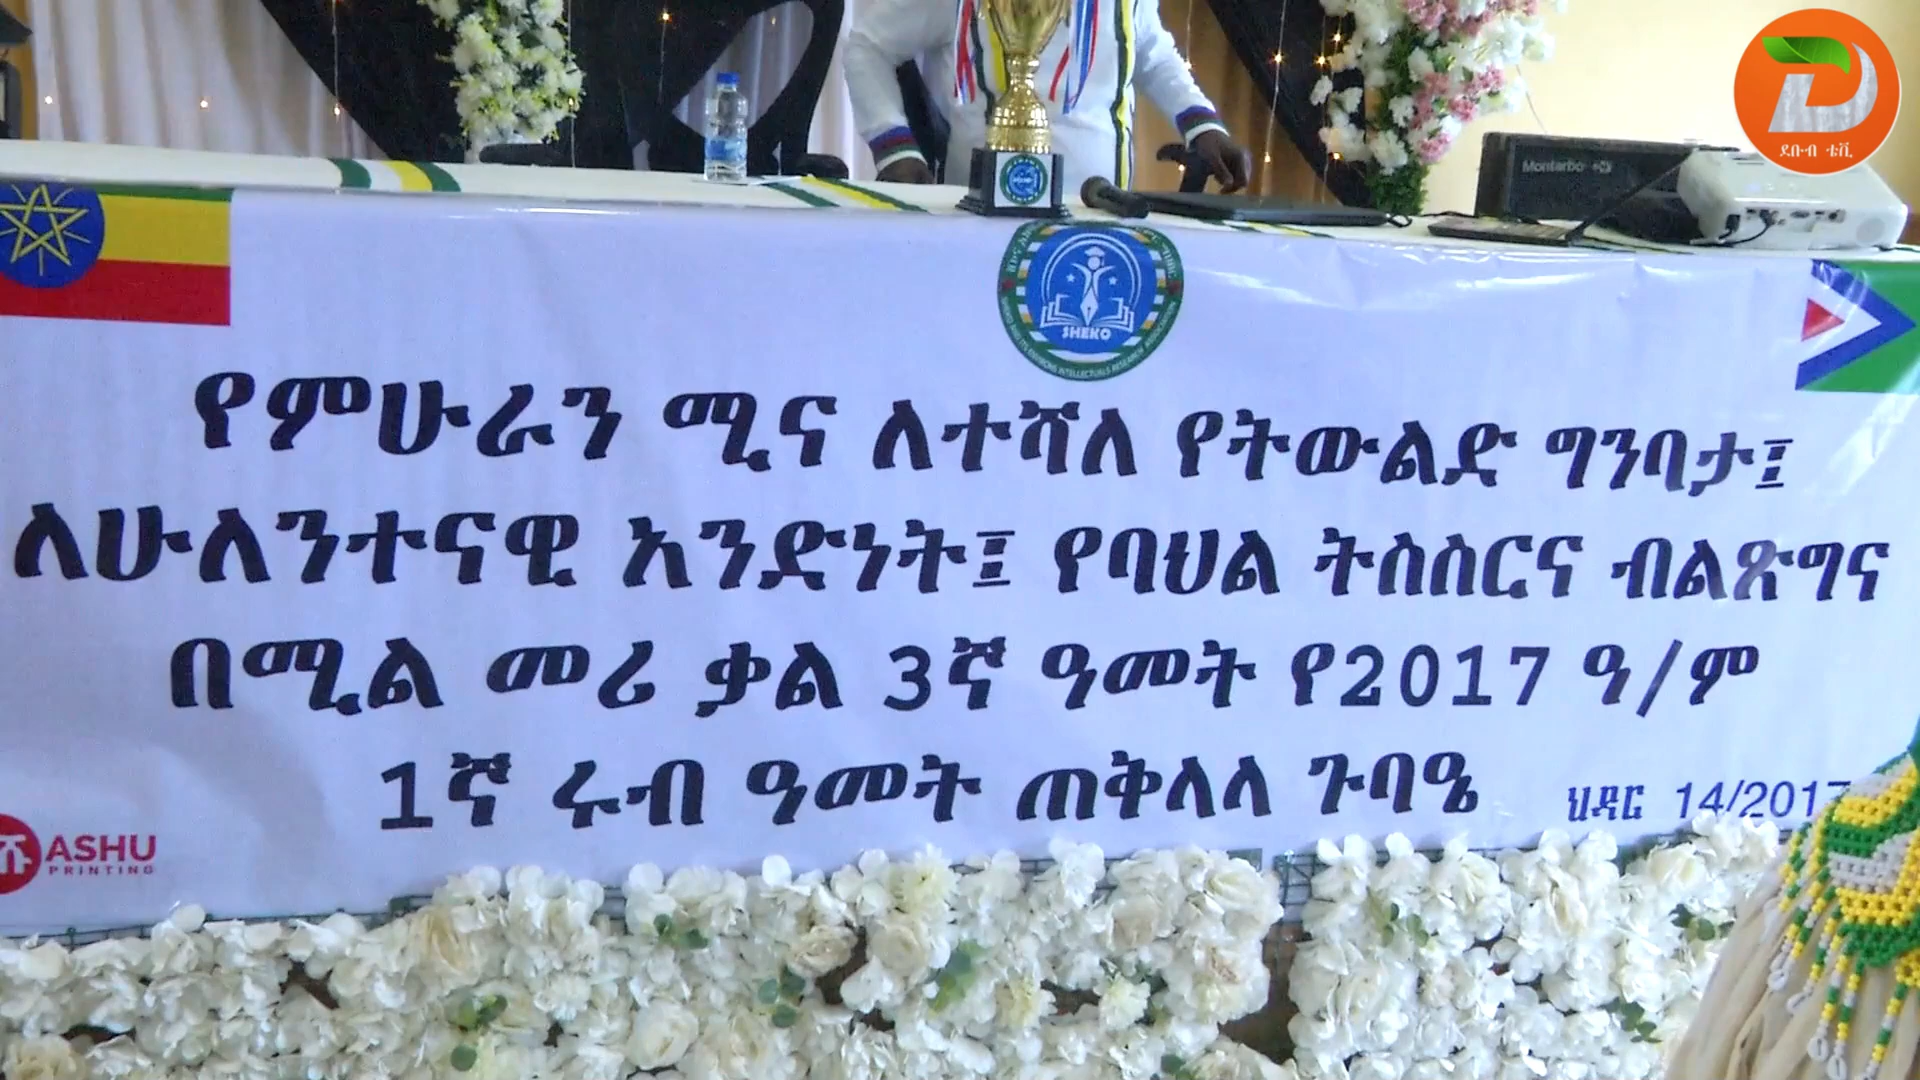 ደቡብ ቴቪ
Montarbo
SHEKO
የምሁራን ሚና ለተሻለ የትውልድ ግንባታ፤
ለሁለንተናዊ አንድነት፤ የባህል ትስስርና ብልጽግና
በሚል መሪ ቃል 3ኛ ዓመት የ2017 ዓ/ም
1ኛ ሩብ ዓመት ጠቅላላ ጉባዔ
ህዳር 14/2017
ASHU
PRINTING